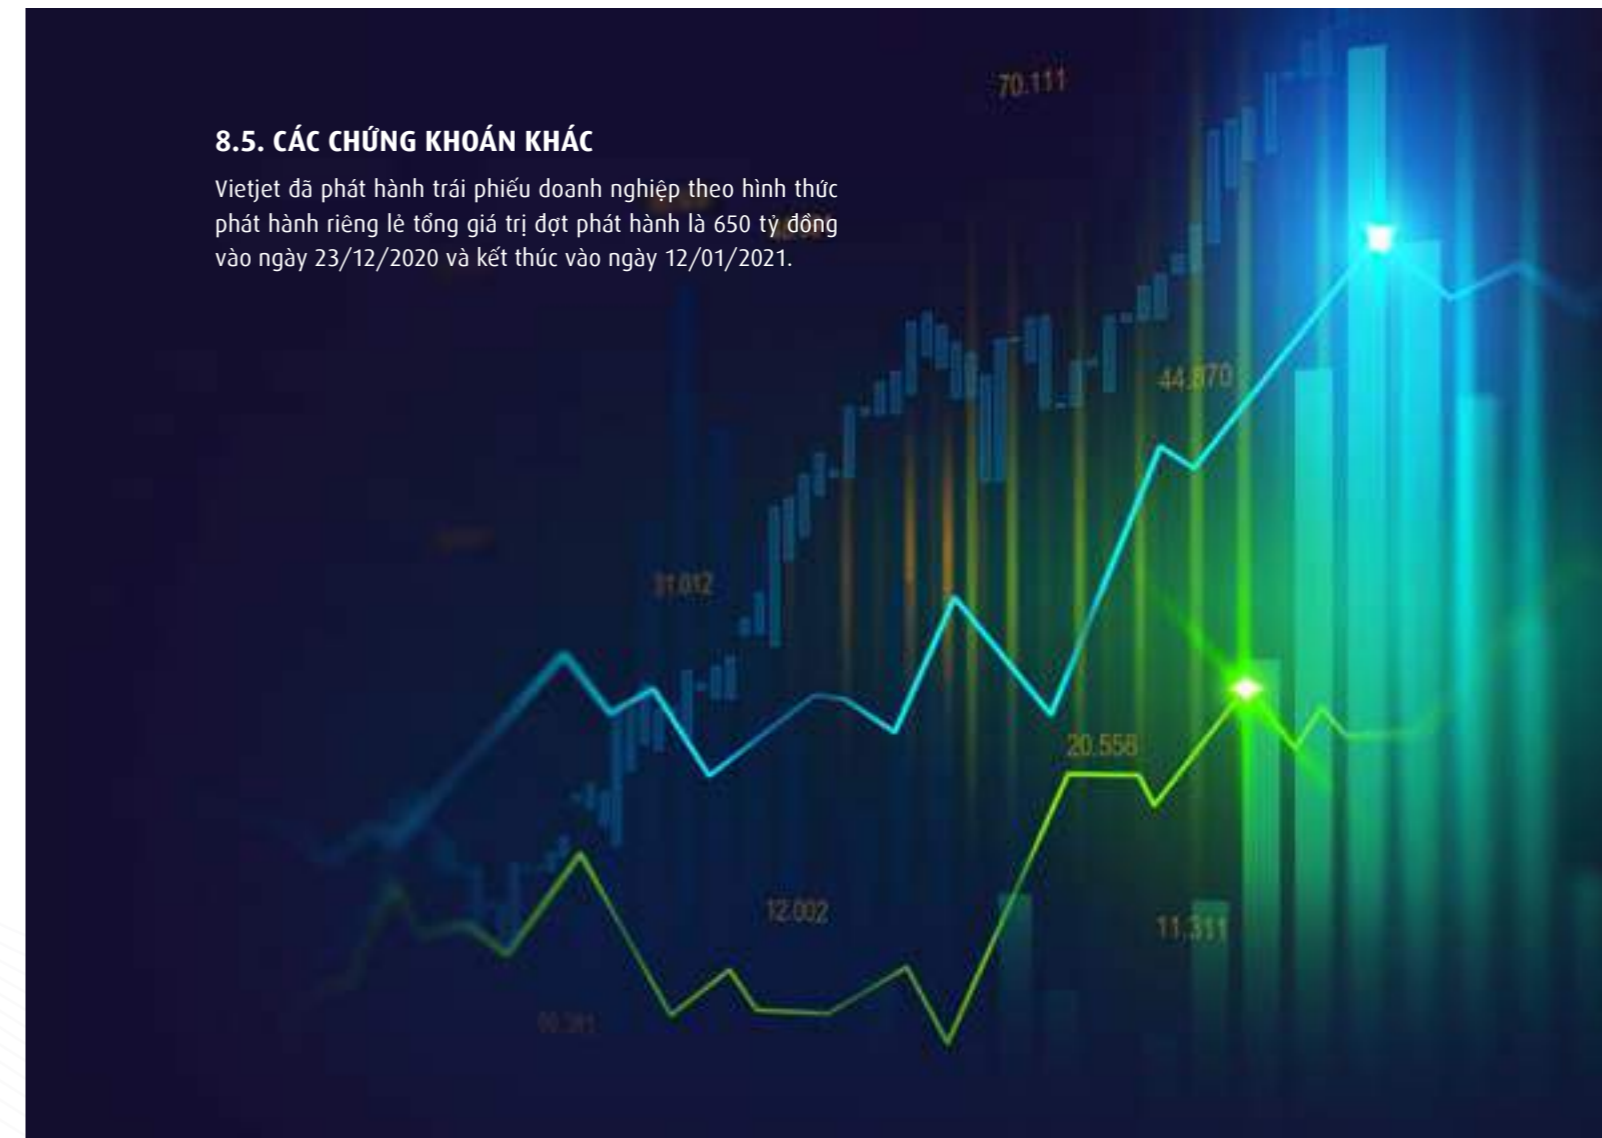 8.5. CÁC CHỨNG KHOÁN KHÁC
Vietjet đã phát hành trái phiếu doanh nghiệp theo hình thức
phát hành riêng lẻ tổng giá trị đợt phát hành là 650 tỷ đồng
vào ngày 23/12/2020 và kết thúc vào ngày 12/01/2021.
70.111
44.870
31.012
20.558
12.002
11,311